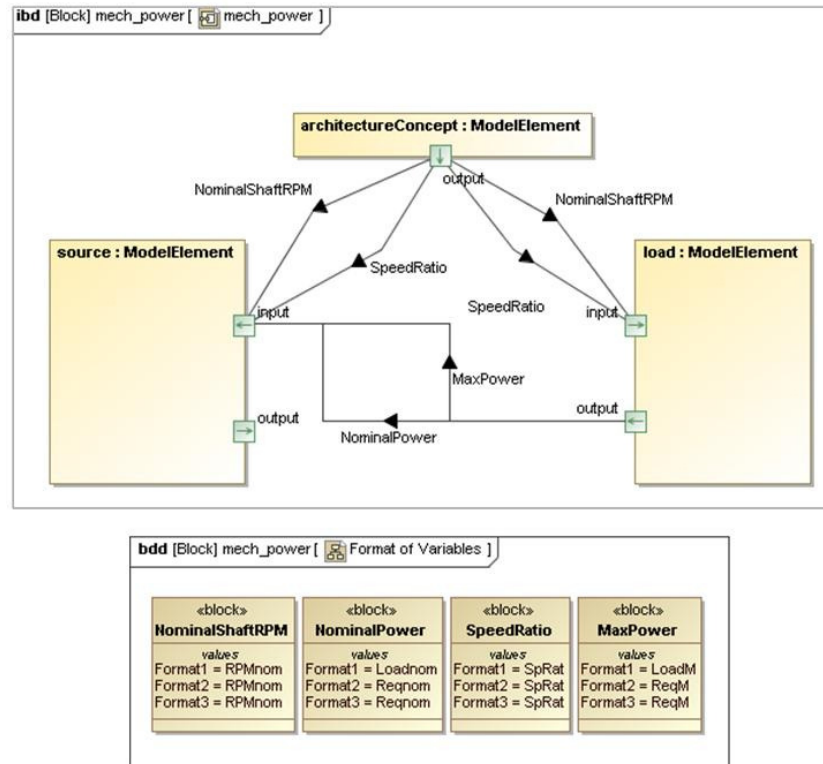 ibd [Block] mech_power [ mech_power ]
architectureConcept : ModelElement
output
NominalShaftRPM
NominalShaftRPM
source : ModelElement
load : ModelElement
SpeedRatio
SpeedRatio
input
input
MaxPower
output
output
NominalPower
bdd [Block] mech_power [ Format of Variables ]
«block» «block» «block» «block»
NominalShaftRPM NominalPower SpeedRatio MaxPower
values values values values
Format1 = RPMnom Format1 = Loadnom Format1 = SpRat Format1 = LoadM
Format2 = RPMnom Format2 = Reqnom Format2 = SpRat Format2 = ReqM
Format3 = RPMnom Format3 = Reqnom Format3 = SpRat Format3 = ReqM